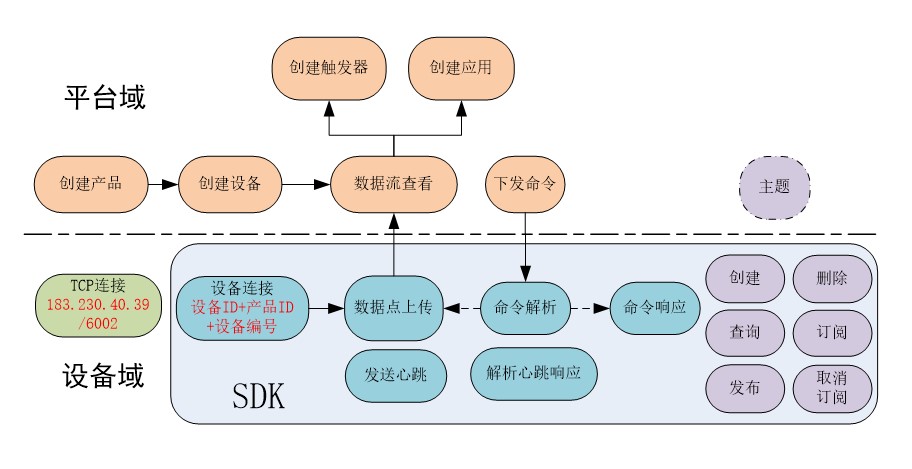 创建触发器
创建应用
平台域
创建产品
创建设备
数据流查看
下发命令
主题
TCP连接
183.230.40.39
/6002
设备连接
设备ID+产品ID
+设备编号
数据点上传
命令解析
命令响应
创建
删除
查询
订阅
设备域
发送心跳
解析心跳响应
发布
取消
订阅
SDK